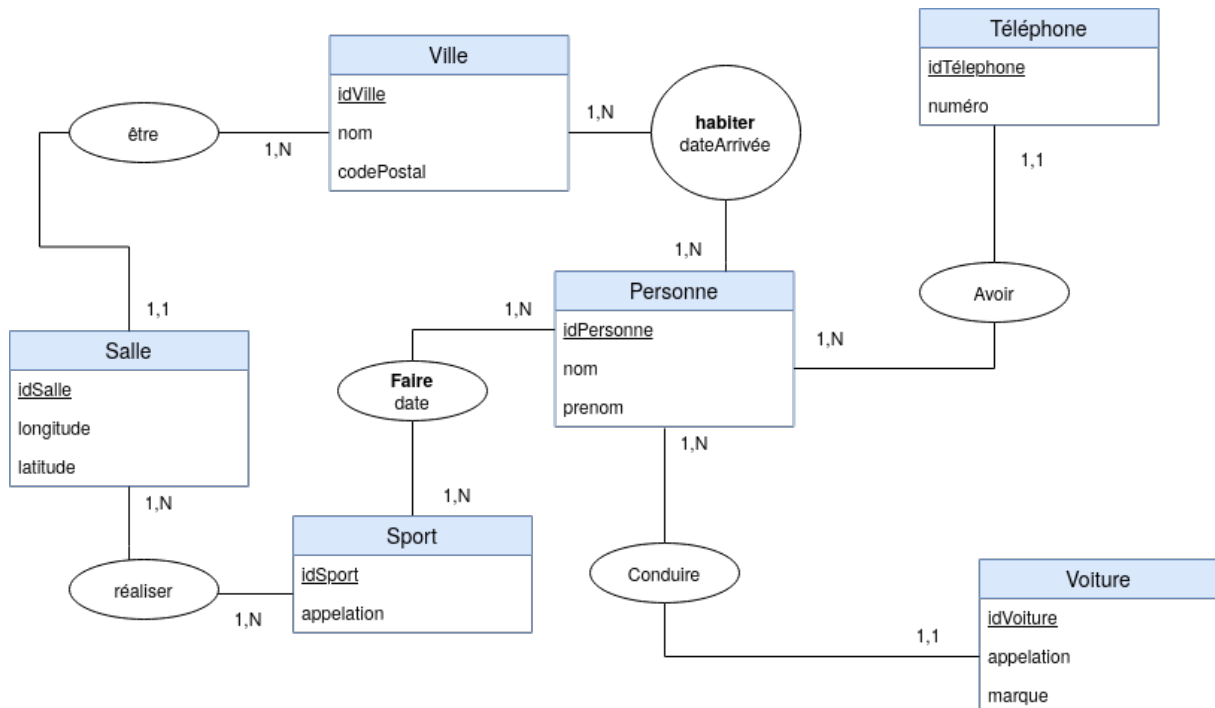 Ville
idVille
nom
codePostal
être
1,N
1,N
habiter
dateArrivée
Téléphone
idTélephone
numéro
1,1
1,N
1,1
Salle
idSalle
longitude
latitude
1,N
Personne
idPersonne
nom
prenom
1,N
Avoir
Faire
date
1,N
1,N
1,N
réaliser
1,N
Sport
idSport
appelation
Conduire
1,1
Voiture
idVoiture
appelation
marque